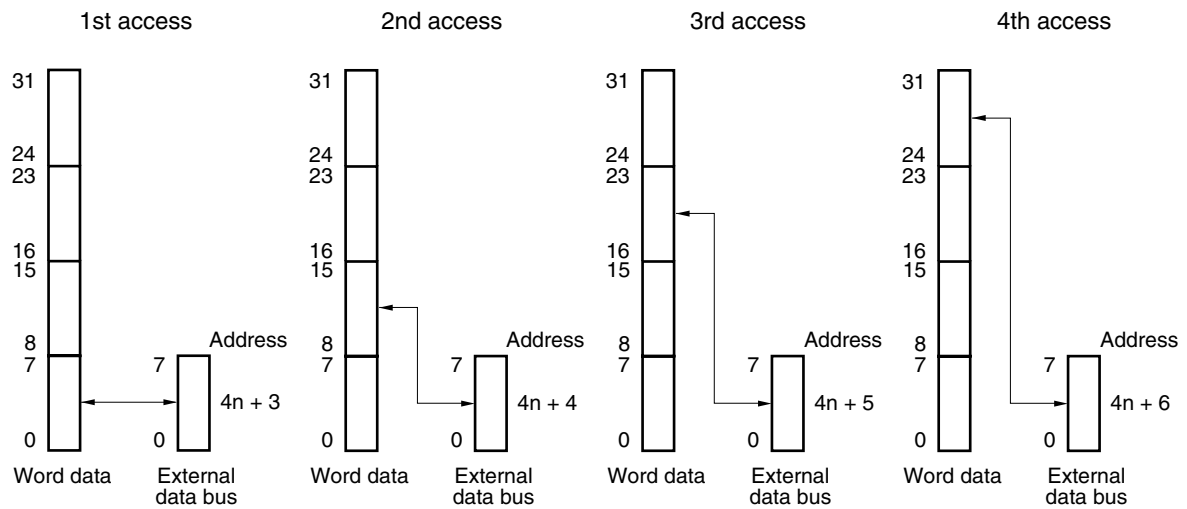 1st access
31
24
23
16
15
8
7
0
Address
7
4n + 3
0
Word data
External
data bus
2nd access
31
24
23
16
15
8
7
0
Address
7
4n + 4
0
Word data
External
data bus
3rd access
31
24
23
16
15
8
7
0
Address
7
4n + 5
0
Word data
External
data bus
4th access
31
24
23
16
15
8
7
0
Address
7
4n + 6
0
Word data
External
data bus